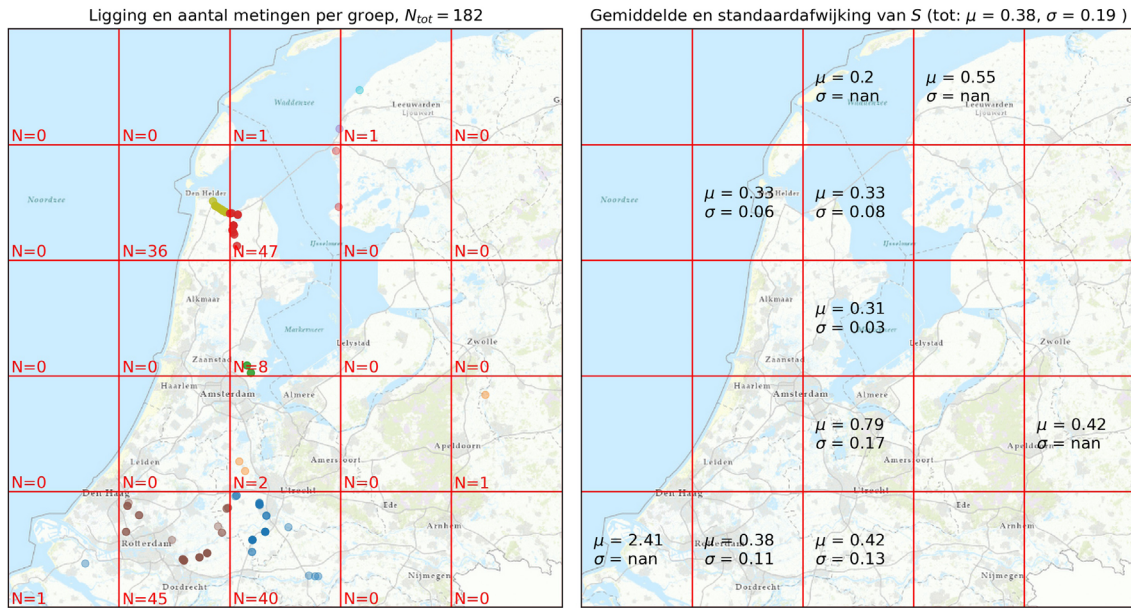 Ligging en aantal metingen per groep, N_tot = 182
Waddenzee
Leeuwarden
Ljouwert
N=0 N=0 N=1 N=1 N=0
Den Helder
Noordzee
IJsselmeer
N=0 N=36 N=47 N=0 N=0
Alkmaar
Markermeer
Lelystad
Zwolle
Zaanstad
N=0 N=0 N=8 N=0 N=0
Haarlem
Amsterdam
Almere
Apeldoorn
Leiden
Amersfoort
N=0 N=0 N=2 N=0 N=1
Den Haag
Utrecht
Ede
Arnhem
Rotterdam
Nijmegen
Dordrecht
N=1 N=45 N=40 N=0 N=0
Gemiddelde en standaardafwijking van S (tot: μ = 0.38, σ = 0.19 )
μ = 0.2 μ = 0.55
σ = nan σ = nan
Waddenzee
Leeuwarden
Ljouwert
μ = 0.33 μ = 0.33
σ = 0.06 σ = 0.08
Noordzee
IJsselmeer
Alkmaar
μ = 0.31
σ = 0.03
Lelystad
Zwolle
Zaanstad
Haarlem
Amsterdam
Almere
μ = 0.79 μ = 0.42
σ = 0.17 σ = nan
Apeldoorn
Leiden
Amersfoort
Den Haag
Utrecht
Ede
Arnhem
μ = 2.41 μ = 0.38 μ = 0.42
σ = nan σ = 0.11 σ = 0.13
Rotterdam
Nijmegen
Dordrecht